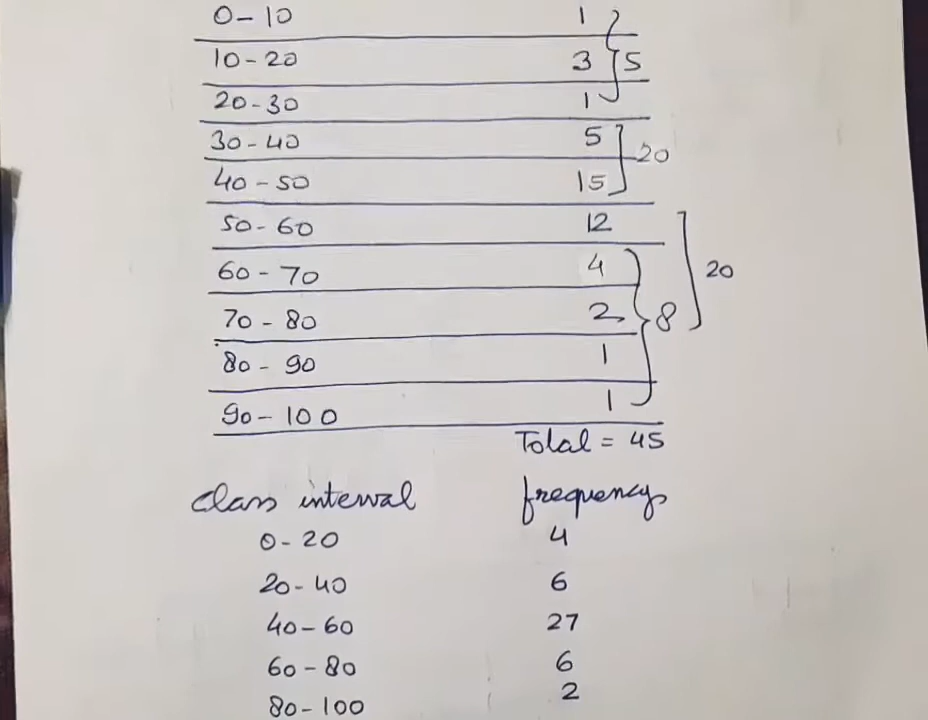 0-10 1
10-20 3 5
20-30 1
30-40 5
40-50 15 20
50-60 12
60-70 4 20
70-80 2 8
80-90 1
90-100 1
Total = 45
class interval frequency
0-20 4
20-40 6
40-60 27
60-80 6
80-100 2